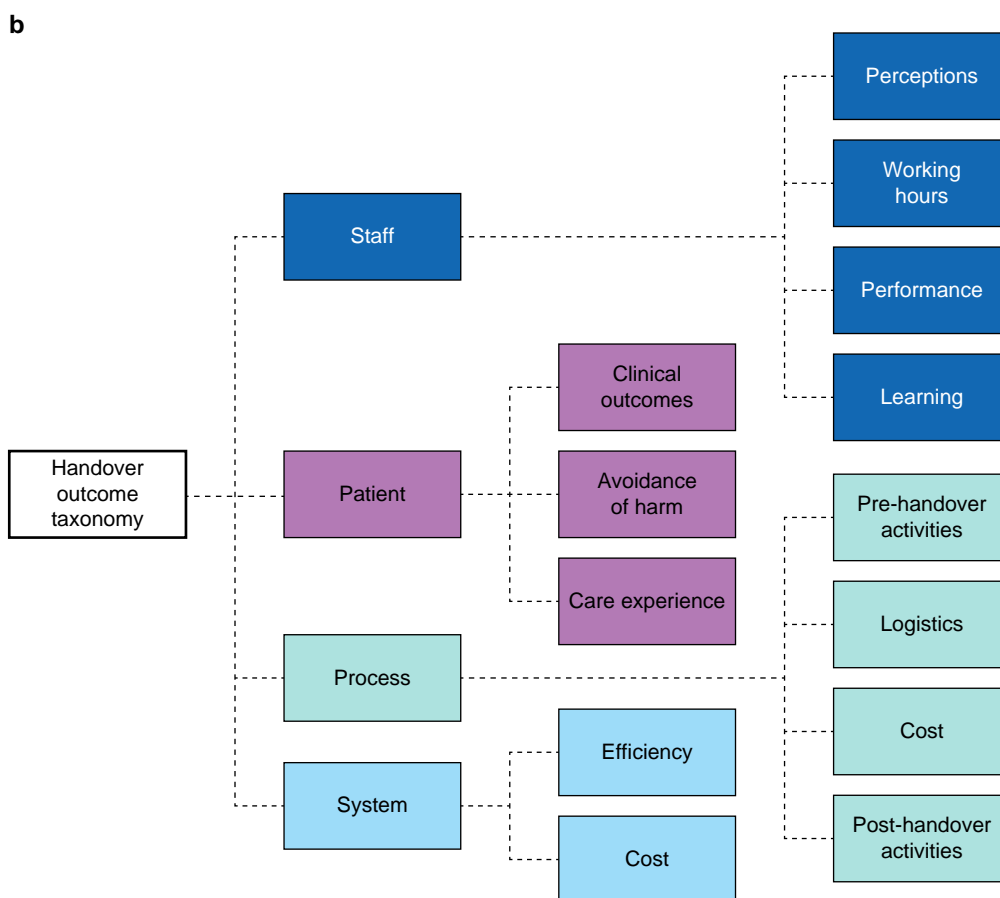 b
Perceptions
Working
hours
Staff
Performance
Clinical
outcomes
Learning
Handover
outcome
taxonomy
Patient
Avoidance
of harm
Pre-handover
activities
Care experience
Logistics
Process
Efficiency
Cost
System
Cost
Post-handover
activities